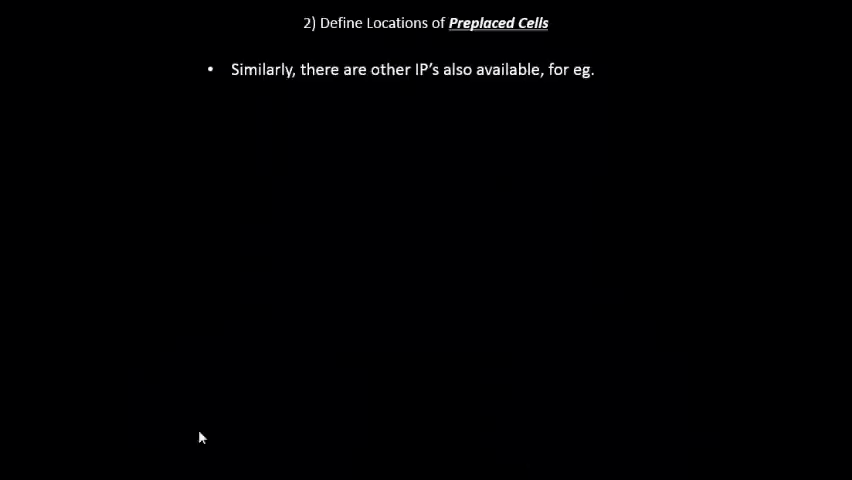 2) Define Locations of Preplaced Cells
• Similarly, there are other IP's also available, for eg.